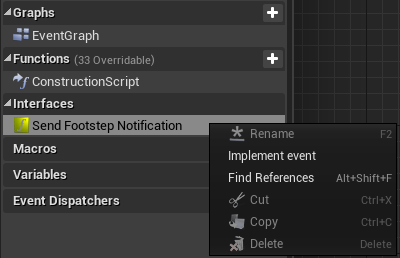 Graphs
EventGraph
Functions (33 Overridable)
ConstructionScript
Interfaces
Send Footstep Notification
Macros
Variables
Event Dispatchers
Rename F2
Implement event
Find References Alt+Shift+F
Cut Ctrl+X
Copy Ctrl+C
Delete Delete